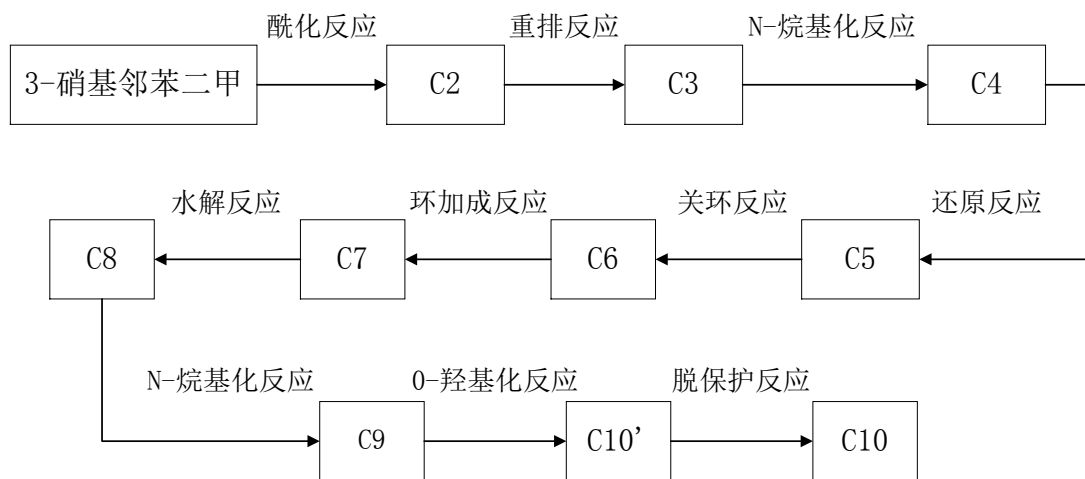 酰化反应 重排反应 N-烷基化反应
3-硝基邻苯二甲 C2 C3 C4
水解反应 环加成反应 关环反应 还原反应
C8 C7 C6 C5
N-烷基化反应 O-羟基化反应 脱保护反应
C9 C10' C10